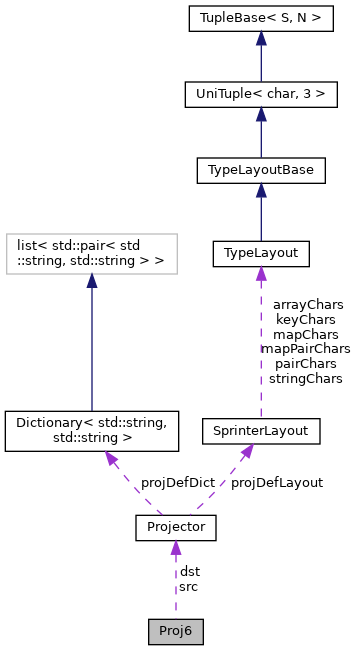 TupleBase< S, N >
UniTuple< char, 3 >
TypeLayoutBase
list< std::pair< std
::string, std::string > >
TypeLayout
arrayChars
keyChars
mapChars
mapPairChars
pairChars
stringChars
Dictionary< std::string,
std::string >
SprinterLayout
projDefDict
projDefLayout
Projector
dst
src
Proj6